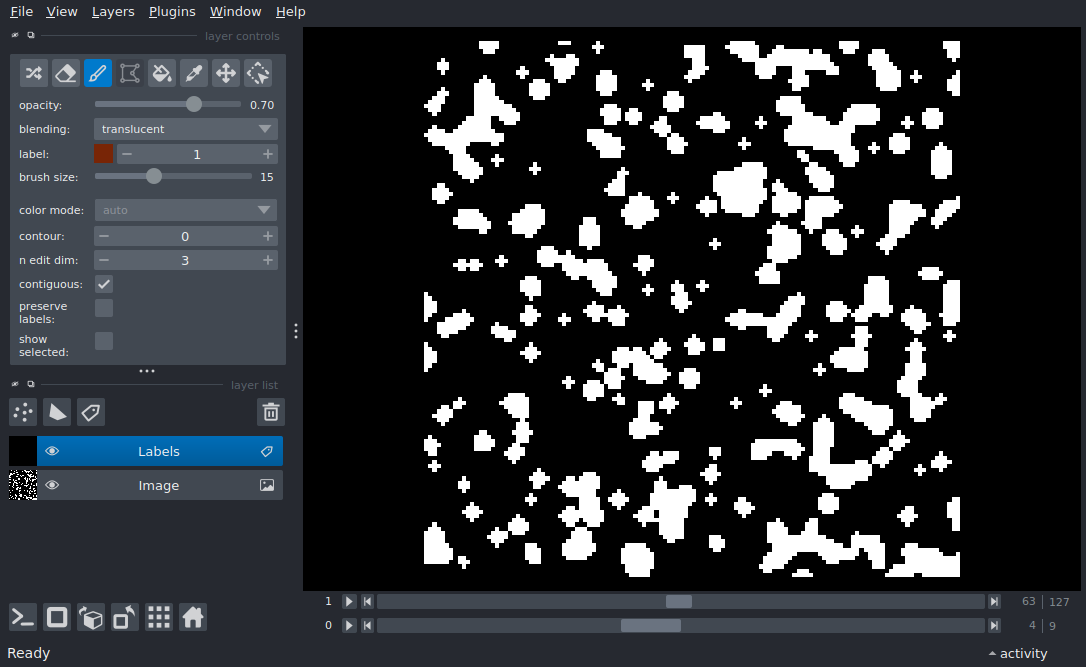 File View Layers Plugins Window Help
layer controls
opacity: 0.70
blending: translucent
label: 1
brush size: 15
color mode: auto
contour: 0
n edit dim: 3
contiguous:
preserve
labels:
show
selected:
layer list
Labels
Image
1 63 127
0 4 9
Ready activity